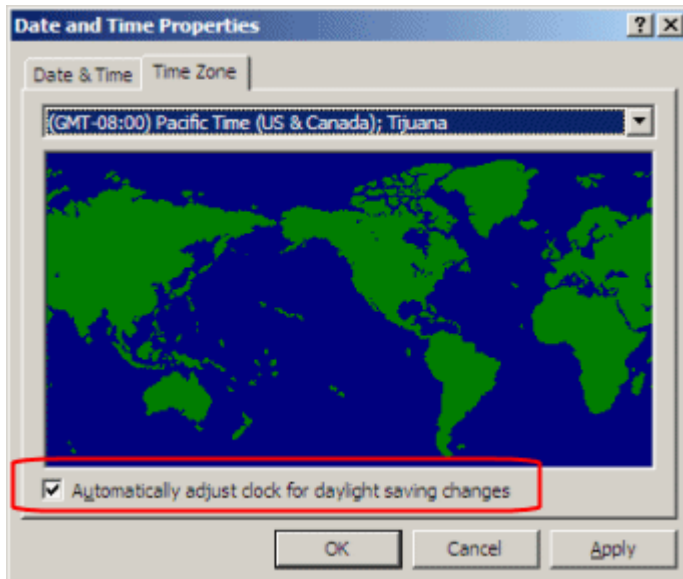 Date and Time Properties
Date & Time Time Zone
(GMT-08:00) Pacific Time (US & Canada); Tijuana
Automatically adjust clock for daylight saving changes
OK Cancel Apply